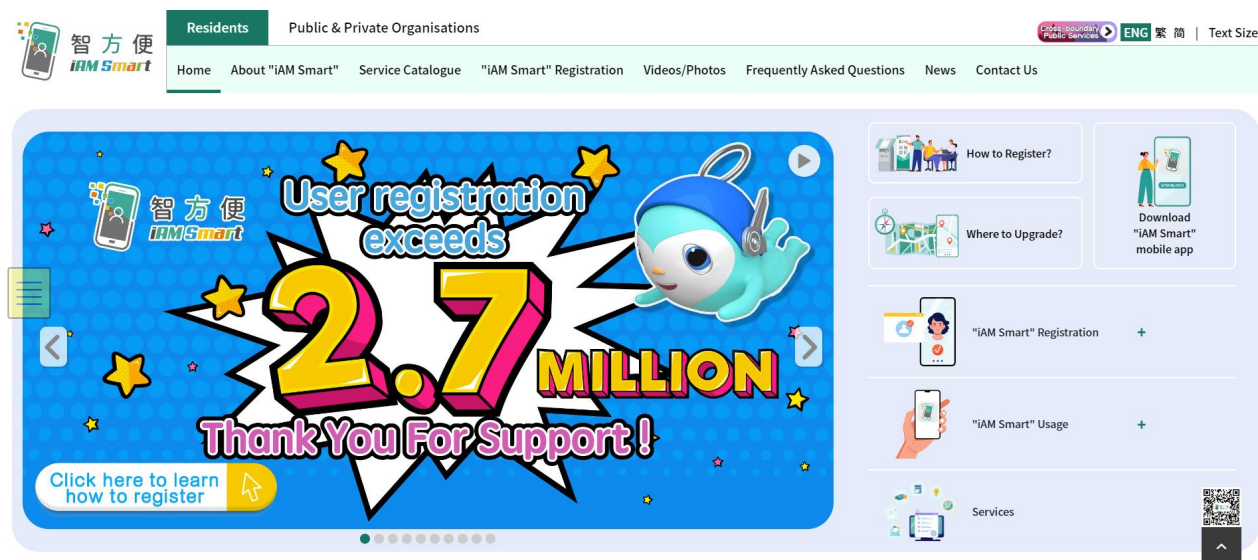 智方便
iAM Smart
Residents
Public & Private Organisations
Cross-boundary
Public Services
ENG 繁 简 | Text Size
Home
About "iAM Smart"
Service Catalogue
"iAM Smart" Registration
Videos/Photos
Frequently Asked Questions
News
Contact Us
智方便
iAM Smart
User registration
exceeds
2.7
MILLION
Thank You For Support!
Click here to learn
how to register
How to Register?
Where to Upgrade?
DOWNLOAD
Download
"iAM Smart"
mobile app
"iAM Smart" Registration +
"iAM Smart" Usage +
Services